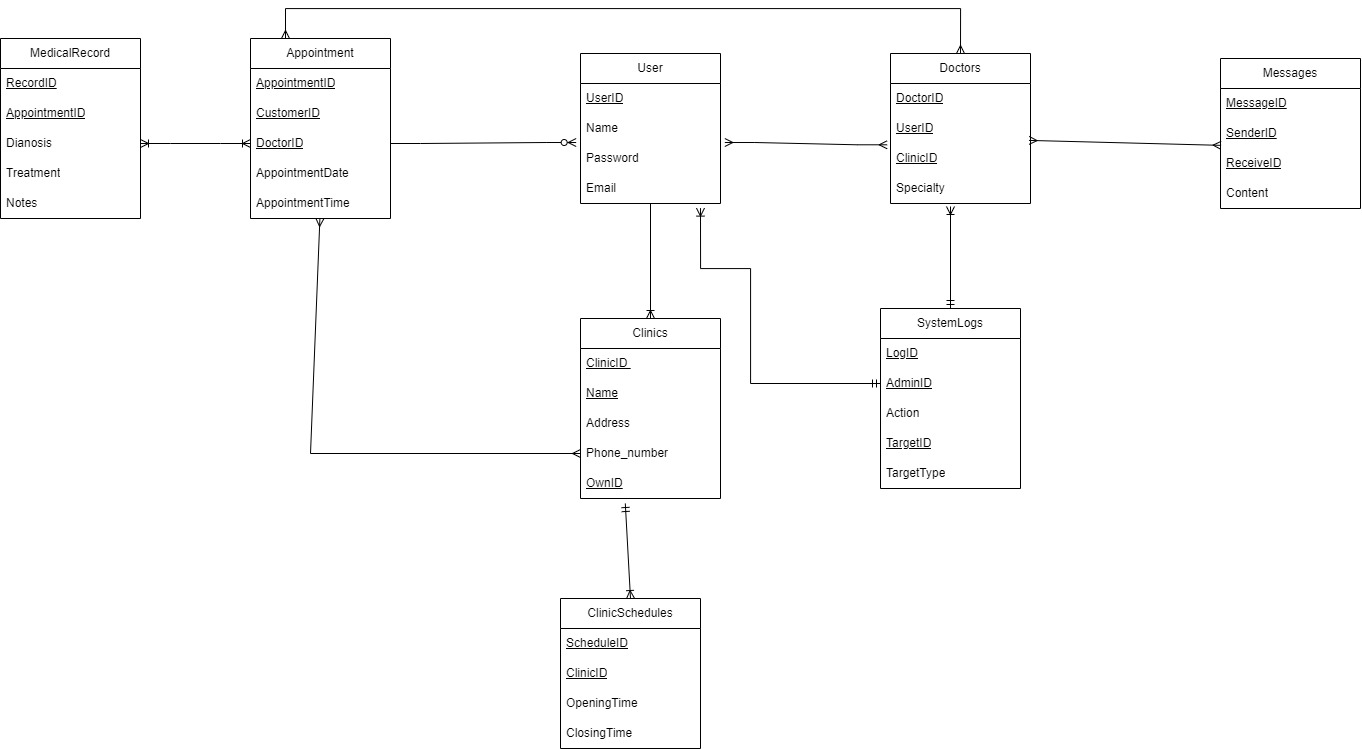 MedicalRecord
RecordID
AppointmentID
Dianosis
Treatment
Notes
Appointment
AppointmentID
CustomerID
DoctorID
AppointmentDate
AppointmentTime
User
UserID
Name
Password
Email
Doctors
DoctorID
UserID
ClinicID
Specialty
Messages
MessageID
SenderID
ReceiveID
Content
Clinics
ClinicID
Name
Address
Phone_number
OwnID
SystemLogs
LogID
AdminID
Action
TargetID
TargetType
ClinicSchedules
ScheduleID
ClinicID
OpeningTime
ClosingTime